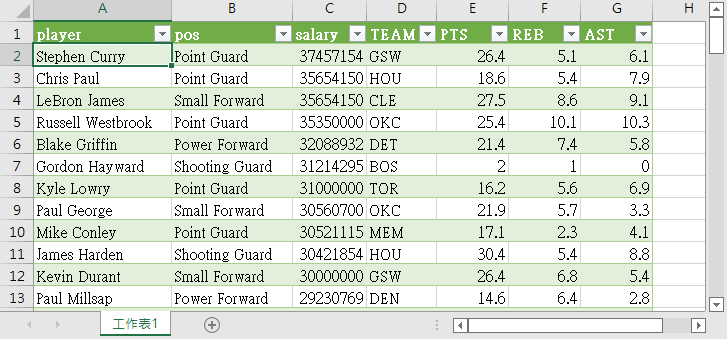 A B C D E F G H
1 player pos salary TEAM PTS REB AST
2 Stephen Curry Point Guard 37457154 GSW 26.4 5.1 6.1
3 Chris Paul Point Guard 35654150 HOU 18.6 5.4 7.9
4 LeBron James Small Forward 35654150 CLE 27.5 8.6 9.1
5 Russell Westbrook Point Guard 35350000 OKC 25.4 10.1 10.3
6 Blake Griffin Power Forward 32088932 DET 21.4 7.4 5.8
7 Gordon Hayward Shooting Guard 31214295 BOS 2 1 0
8 Kyle Lowry Point Guard 31000000 TOR 16.2 5.6 6.9
9 Paul George Small Forward 30560700 OKC 21.9 5.7 3.3
10 Mike Conley Point Guard 30521115 MEM 17.1 2.3 4.1
11 James Harden Shooting Guard 30421854 HOU 30.4 5.4 8.8
12 Kevin Durant Small Forward 30000000 GSW 26.4 6.8 5.4
13 Paul Millsap Power Forward 29230769 DEN 14.6 6.4 2.8
工作表1